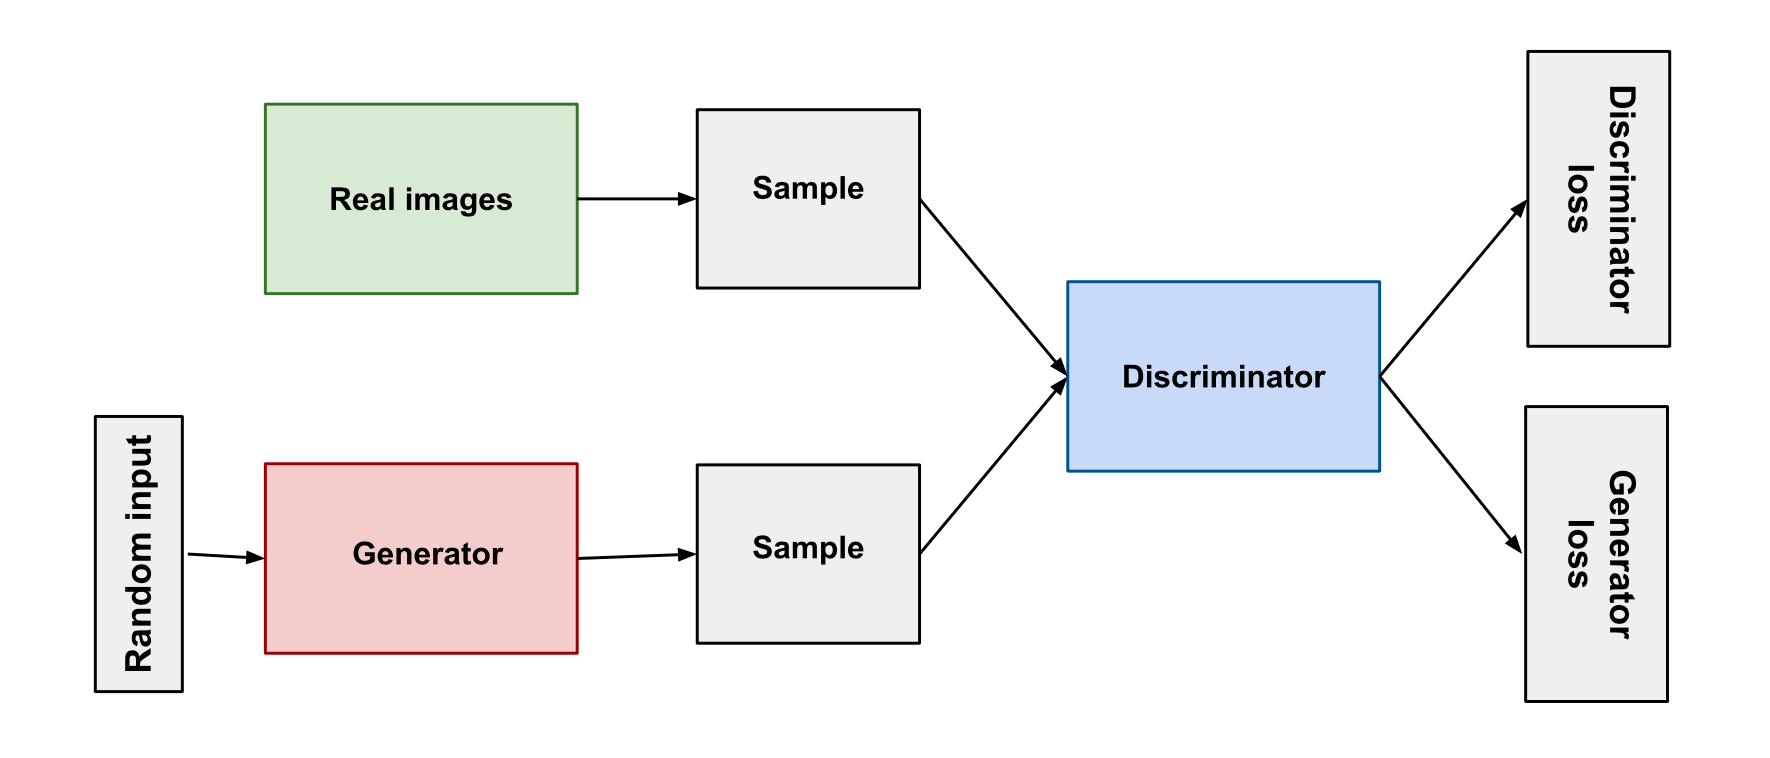 Real images
Sample
Discriminator
loss
Discriminator
Random input
Generator
Sample
Generator
loss